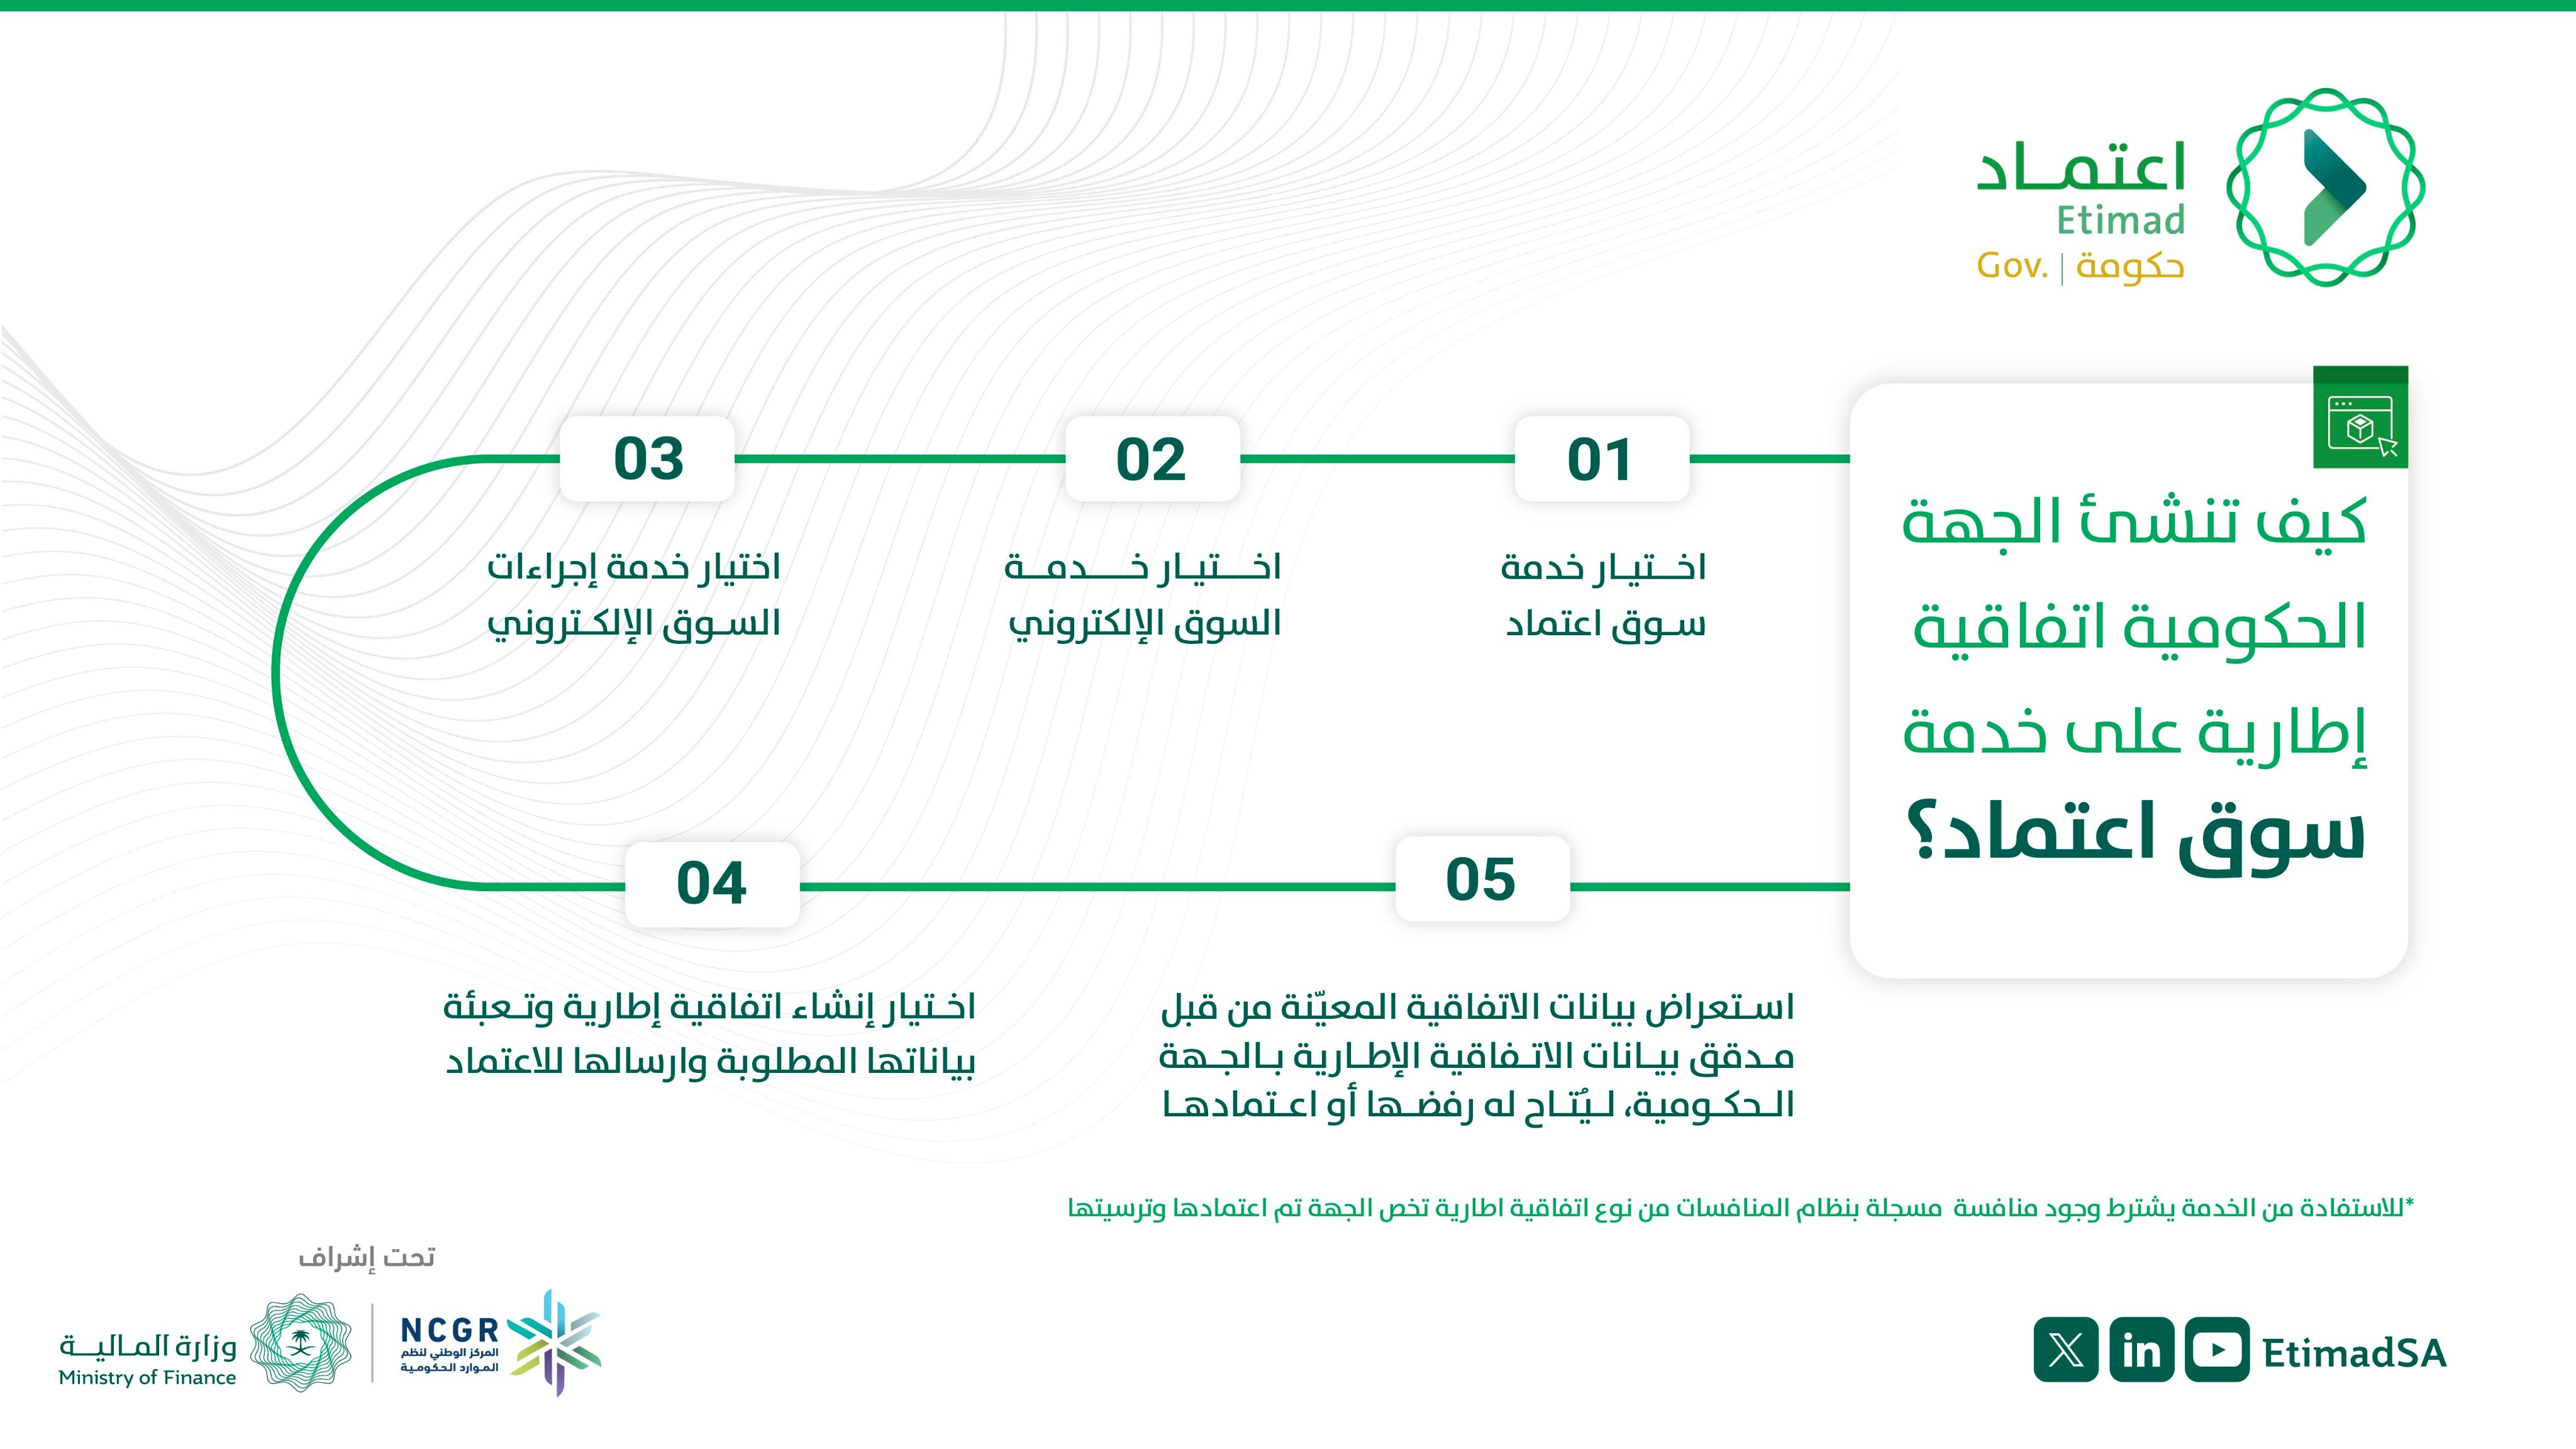 اعتماد
Etimad
حكومة | Gov.
كيف تنشئ الجهة
الحكومية اتفاقية
إطارية على خدمة
سوق اعتماد؟
01
اختيار خدمة
سوق اعتماد
02
اختيار خدمة
السوق الإلكتروني
03
اختيار خدمة إجراءات
السوق الإلكتروني
04
اختيار إنشاء اتفاقية إطارية وتعبئة
بياناتها المطلوبة وارسالها للاعتماد
05
استعراض بيانات الاتفاقية المعيّنة من قبل
مدقق بيانات الاتفاقية الإطارية بالجهة
الحكومية، ليُتاح له رفضها أو اعتمادها
*للاستفادة من الخدمة يشترط وجود منافسة مسجلة بنظام المنافسات من نوع اتفاقية اطارية تخص الجهة تم اعتمادها وترسيتها
تحت إشراف
NCGR
المركز الوطني لنظم
الموارد الحكومية
وزارة المالية
Ministry of Finance
EtimadSA